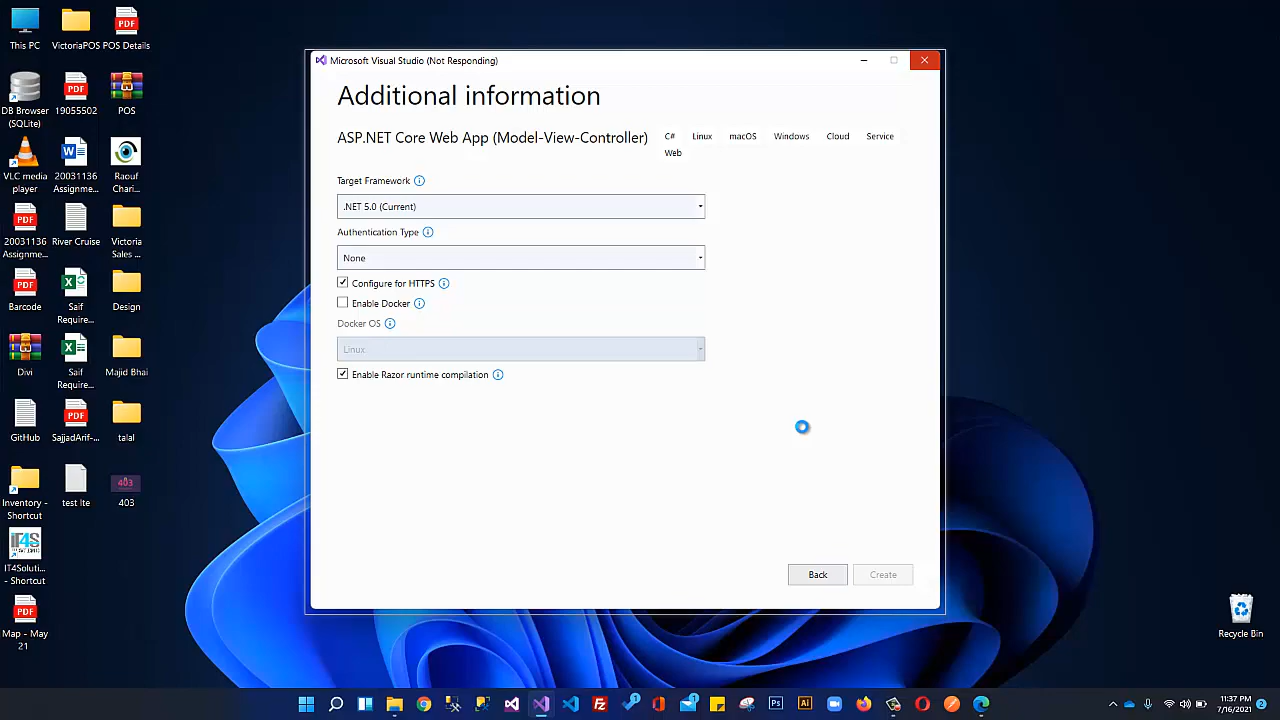 This PC
VictoriaPOS
POS Details
DB Browser
(SQLite)
19055502
POS
VLC media
player
20031136
Assignme...
Raouf
Chari...
20031136
Assignme...
River Cruise
Victoria
Sales ...
Barcode
Saif
Require...
Design
Divi
Saif
Require...
Majid Bhai
GitHub
SajjadArif-...
talal
Inventory -
Shortcut
test lte
403
403
IT4S
IT4Soluti...
- Shortcut
Map - May
21
Microsoft Visual Studio (Not Responding)
Additional information
ASP.NET Core Web App (Model-View-Controller)
C# Linux macOS Windows Cloud Service
Web
Target Framework
.NET 5.0 (Current)
Authentication Type
None
Configure for HTTPS
Enable Docker
Docker OS
Linux
Enable Razor runtime compilation
Back
Create
Recycle Bin
11:37 PM
7/16/2021